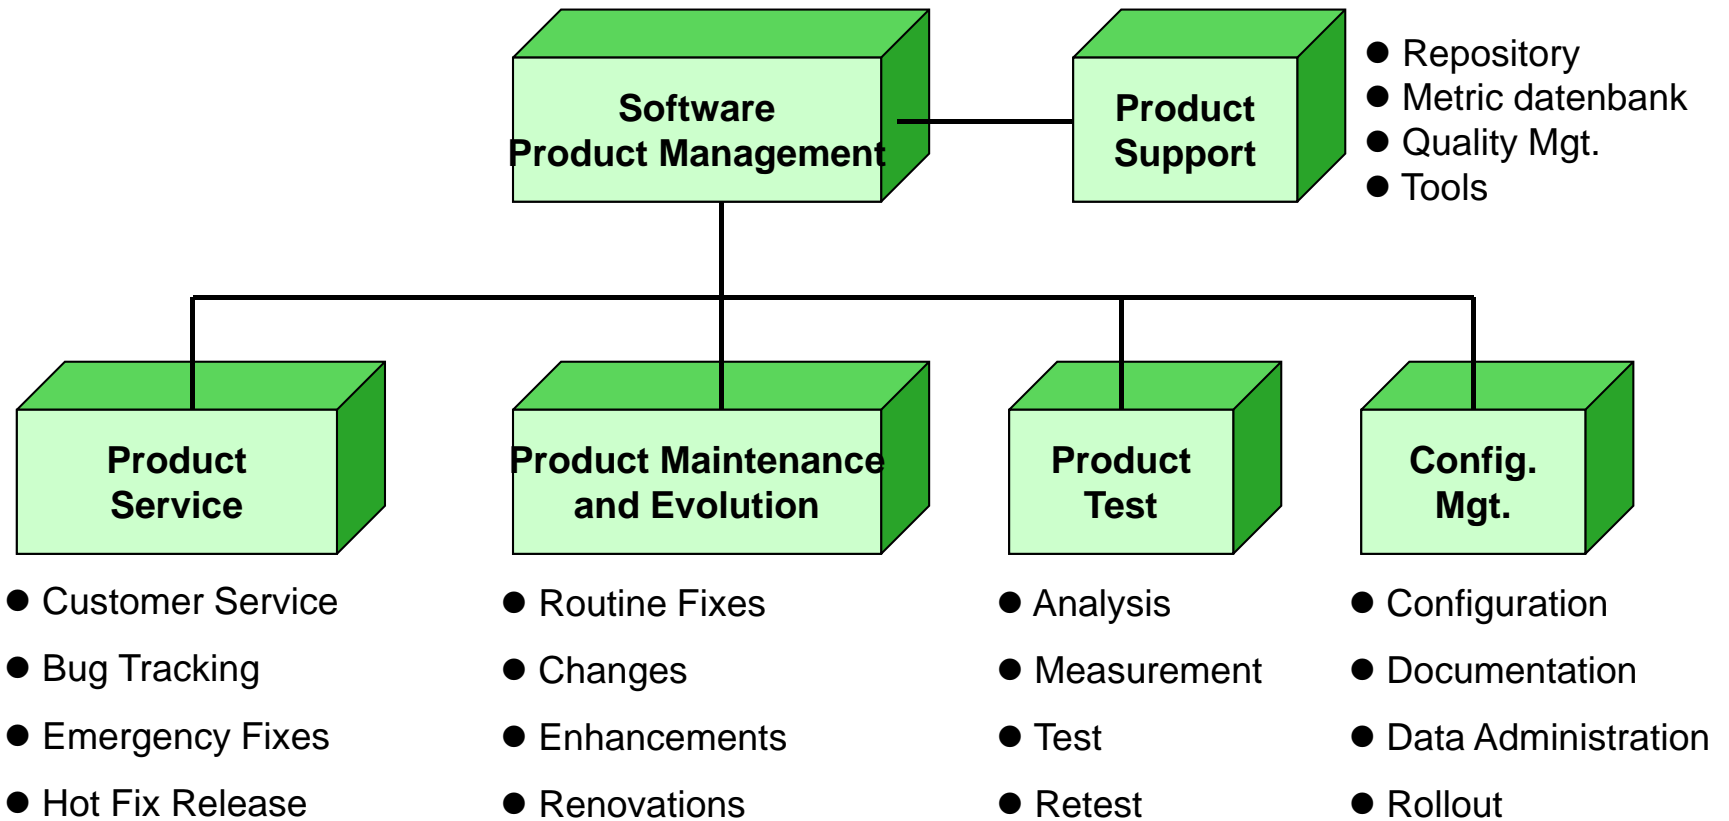 Software
Product Management
Product
Support
Repository
Metric datenbank
Quality Mgt.
Tools
Product
Service
Product Maintenance
and Evolution
Product
Test
Config.
Mgt.
Customer Service
Bug Tracking
Emergency Fixes
Hot Fix Release
Routine Fixes
Changes
Enhancements
Renovations
Analysis
Measurement
Test
Retest
Configuration
Documentation
Data Administration
Rollout